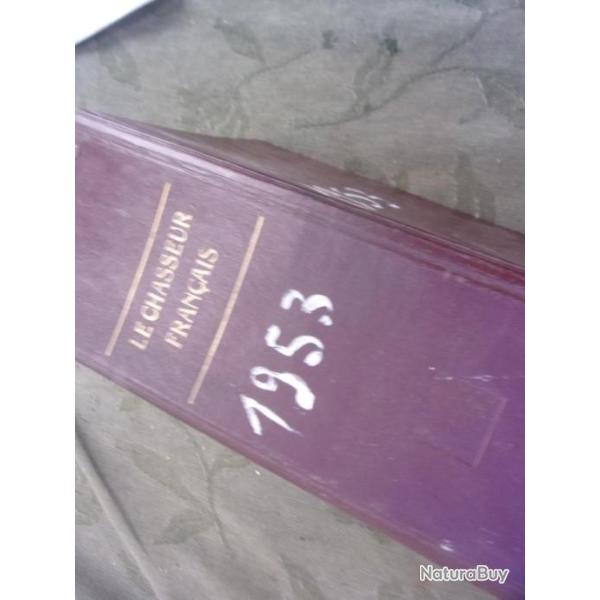 LE CHASSEUR
FRANÇAIS
1953
NaturaBuy